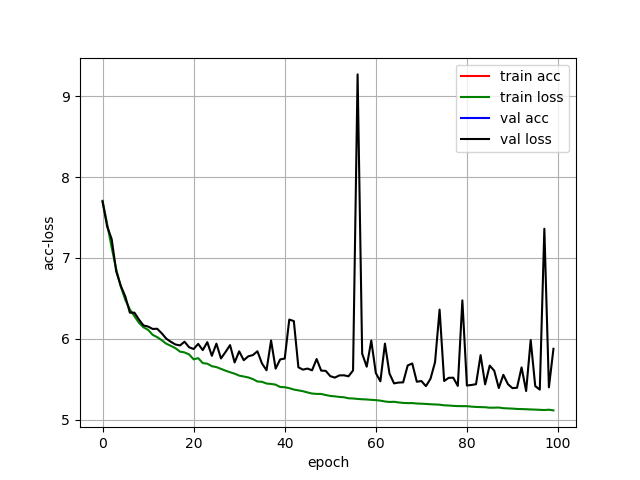 train acc
train loss
val acc
val loss
9
8
7
6
5
acc-loss
0 20 40 60 80 100
epoch